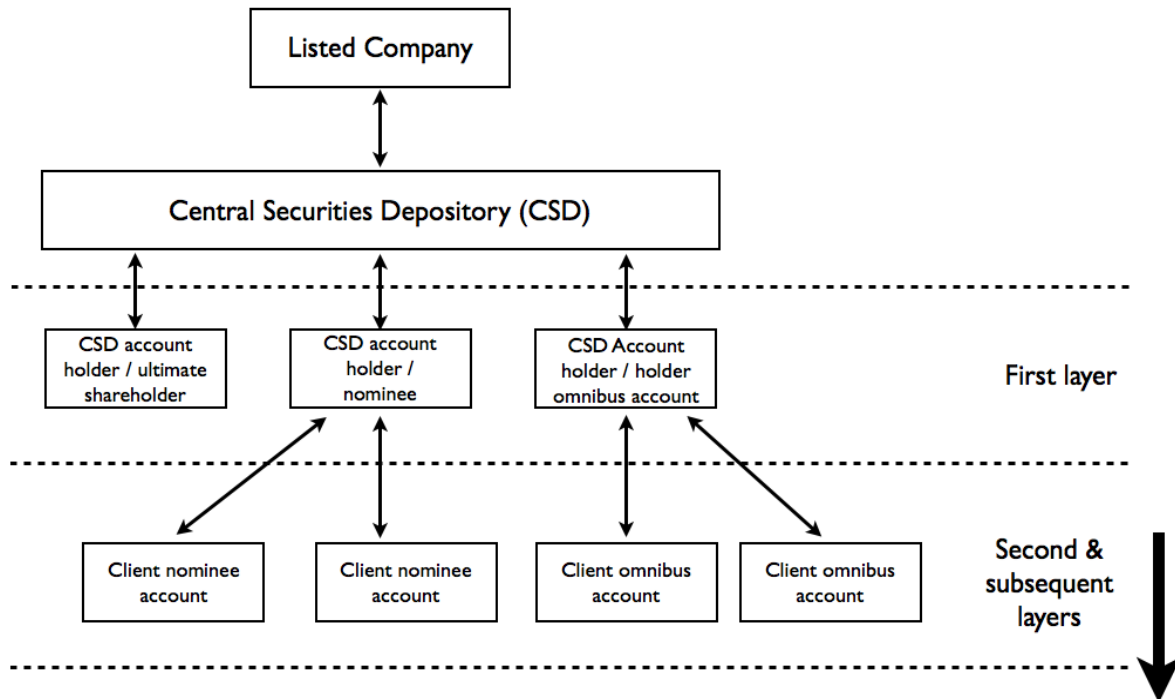 Listed Company
Central Securities Depository (CSD)
CSD account
holder / ultimate
shareholder
CSD account
holder /
nominee
CSD Account
holder / holder
omnibus account
First layer
Client nominee
account
Client nominee
account
Client omnibus
account
Client omnibus
account
Second &
subsequent
layers